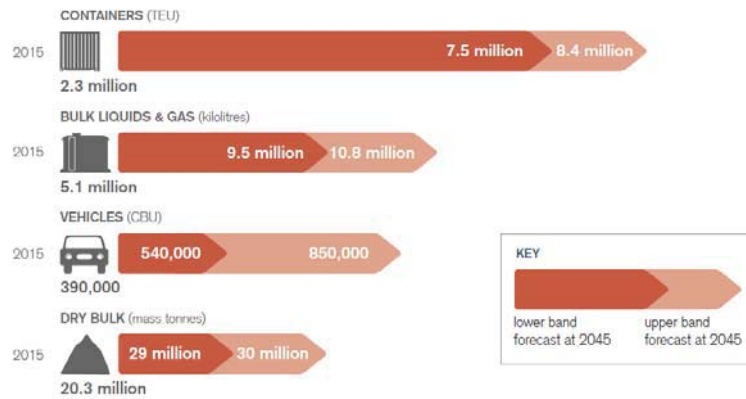 CONTAINERS (TEU)
2015
7.5 million
8.4 million
2.3 million
BULK LIQUIDS & GAS (kilolitres)
2015
9.5 million
10.8 million
5.1 million
VEHICLES (CBU)
2015
540,000
850,000
390,000
DRY BULK (mass tonnes)
2015
29 million
30 million
20.3 million
KEY
lower band
forecast at 2045
upper band
forecast at 2045